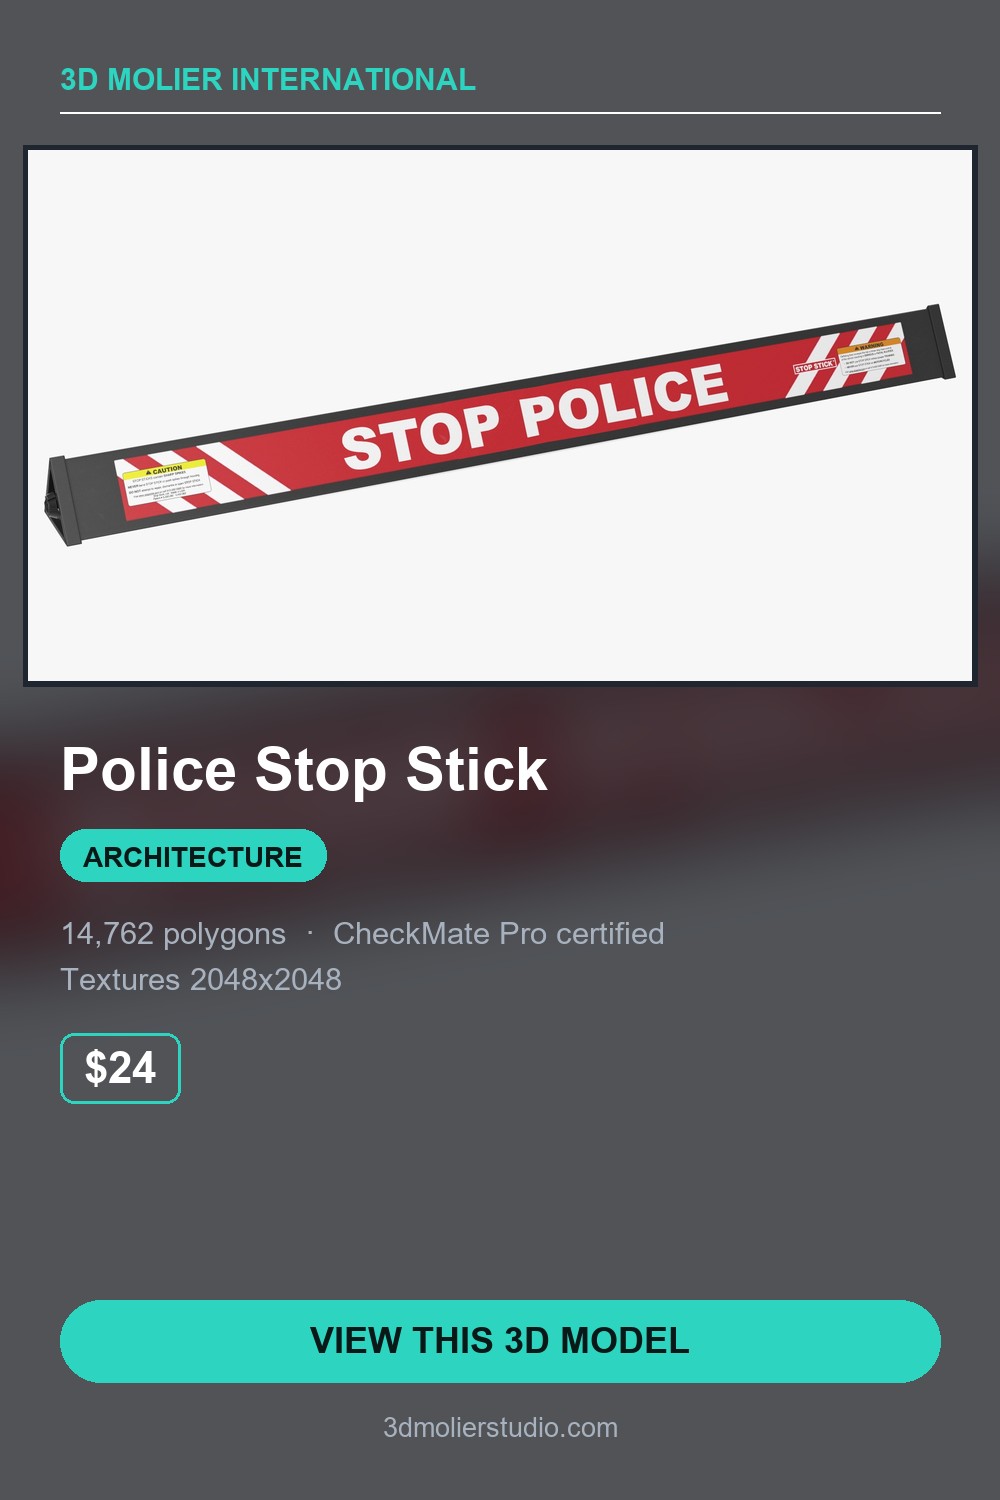 3D MOLIER INTERNATIONAL
STOP POLICE
CAUTION
STOP STICK
WARNING
Police Stop Stick
ARCHITECTURE
14,762 polygons · CheckMate Pro certified
Textures 2048x2048
$24
VIEW THIS 3D MODEL
3dmolierstudio.com